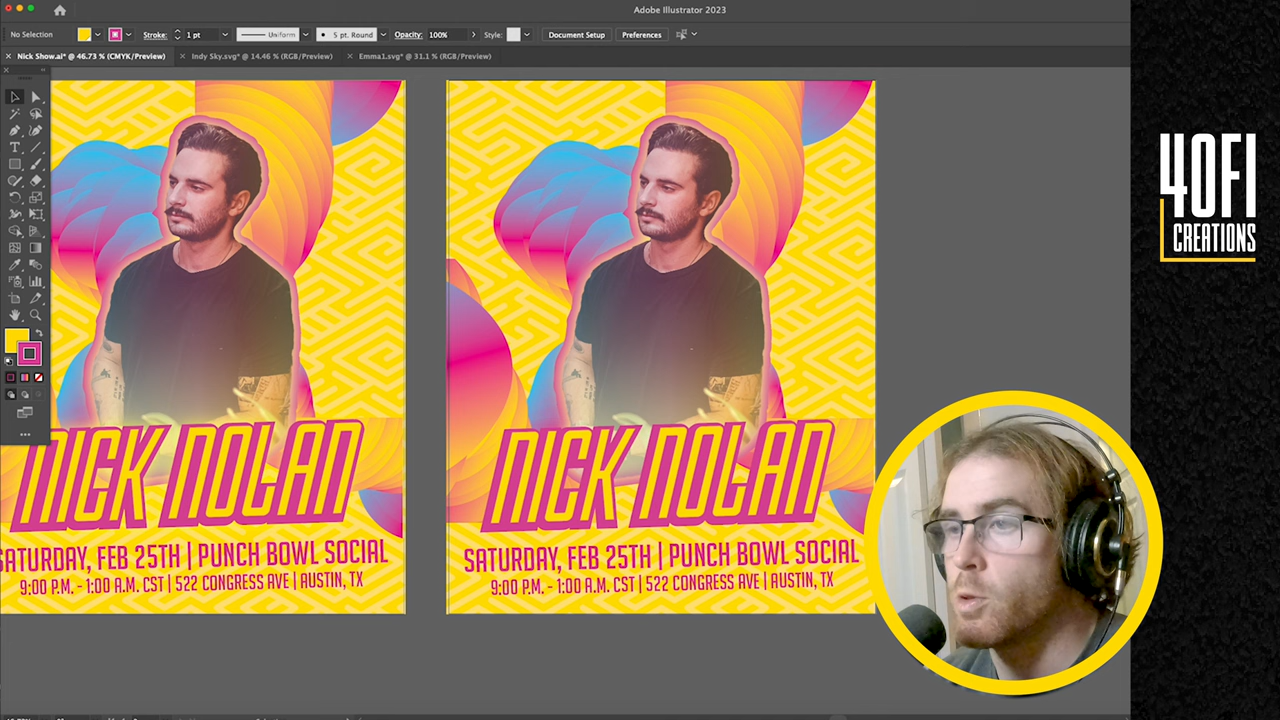 Adobe Illustrator 2023
No Selection
Stroke:
1 pt
Uniform
5 pt. Round
Opacity:
100%
Style:
Document Setup
Preferences
Nick Show.ai* @ 46.73 % (CMYK/Preview)
Indy Sky.svg* @ 14.46 % (RGB/Preview)
Emma1.svg* @ 31.1 % (RGB/Preview)
NICK NOLAN
SATURDAY, FEB 25TH | PUNCH BOWL SOCIAL
9:00 P.M. - 1:00 A.M. CST | 522 CONGRESS AVE | AUSTIN, TX
NICK NOLAN
SATURDAY, FEB 25TH | PUNCH BOWL SOCIAL
9:00 P.M. - 1:00 A.M. CST | 522 CONGRESS AVE | AUSTIN, TX
40FI
CREATIONS